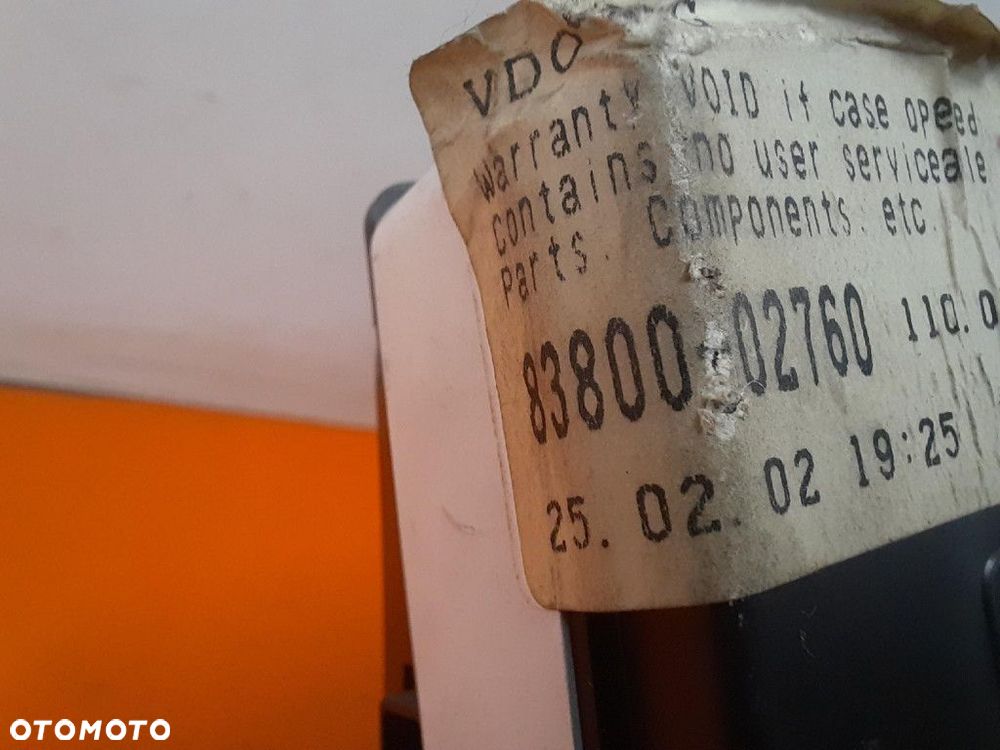 VDO
Warranty VOID if case opeed
contains no user serviceale
Parts. Components. etc
83800-02760 110.0
25. 02. 02 19:25
OTOMOTO